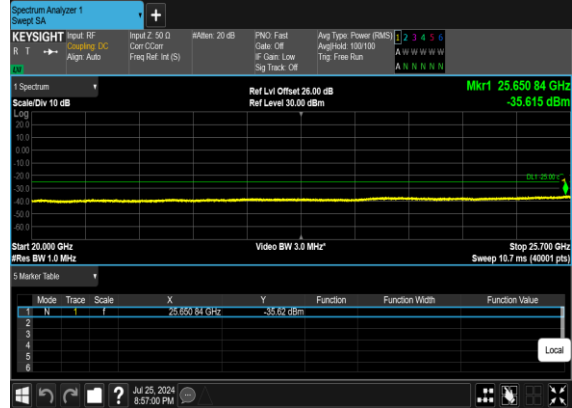 Spectrum Analyzer 1
Swept SA
+
KEYSIGHT
R T
Input: RF
Coupling: DC
Align: Auto
Input Z: 50 Ω
Corr CCorr
Freq Ref: Int (S)
#Atten: 20 dB
PNO: Fast
Gate: Off
IF Gain: Low
Sig Track: Off
Avg Type: Power (RMS)
Avg|Hold: 100/100
Trig: Free Run
1 2 3 4 5 6
A W W W W W
A N N N N N
1 Spectrum
Scale/Div 10 dB
Ref Lvl Offset 26.00 dB
Ref Level 30.00 dBm
Mkr1 25.650 84 GHz
-35.615 dBm
Log
20.0
10.0
0.00
-10.0
-20.0
-30.0
-40.0
-50.0
-60.0
DL1 -25.00
1
Start 20.000 GHz
#Res BW 1.0 MHz
Video BW 3.0 MHz*
Stop 25.700 GHz
Sweep 10.7 ms (40001 pts)
5 Marker Table
Mode Trace Scale X Y Function Function Width Function Value
1 N 1 f 25.650 84 GHz -35.62 dBm
2
3
4
5
6
Local
?
Jul 25, 2024
8:57:00 PM